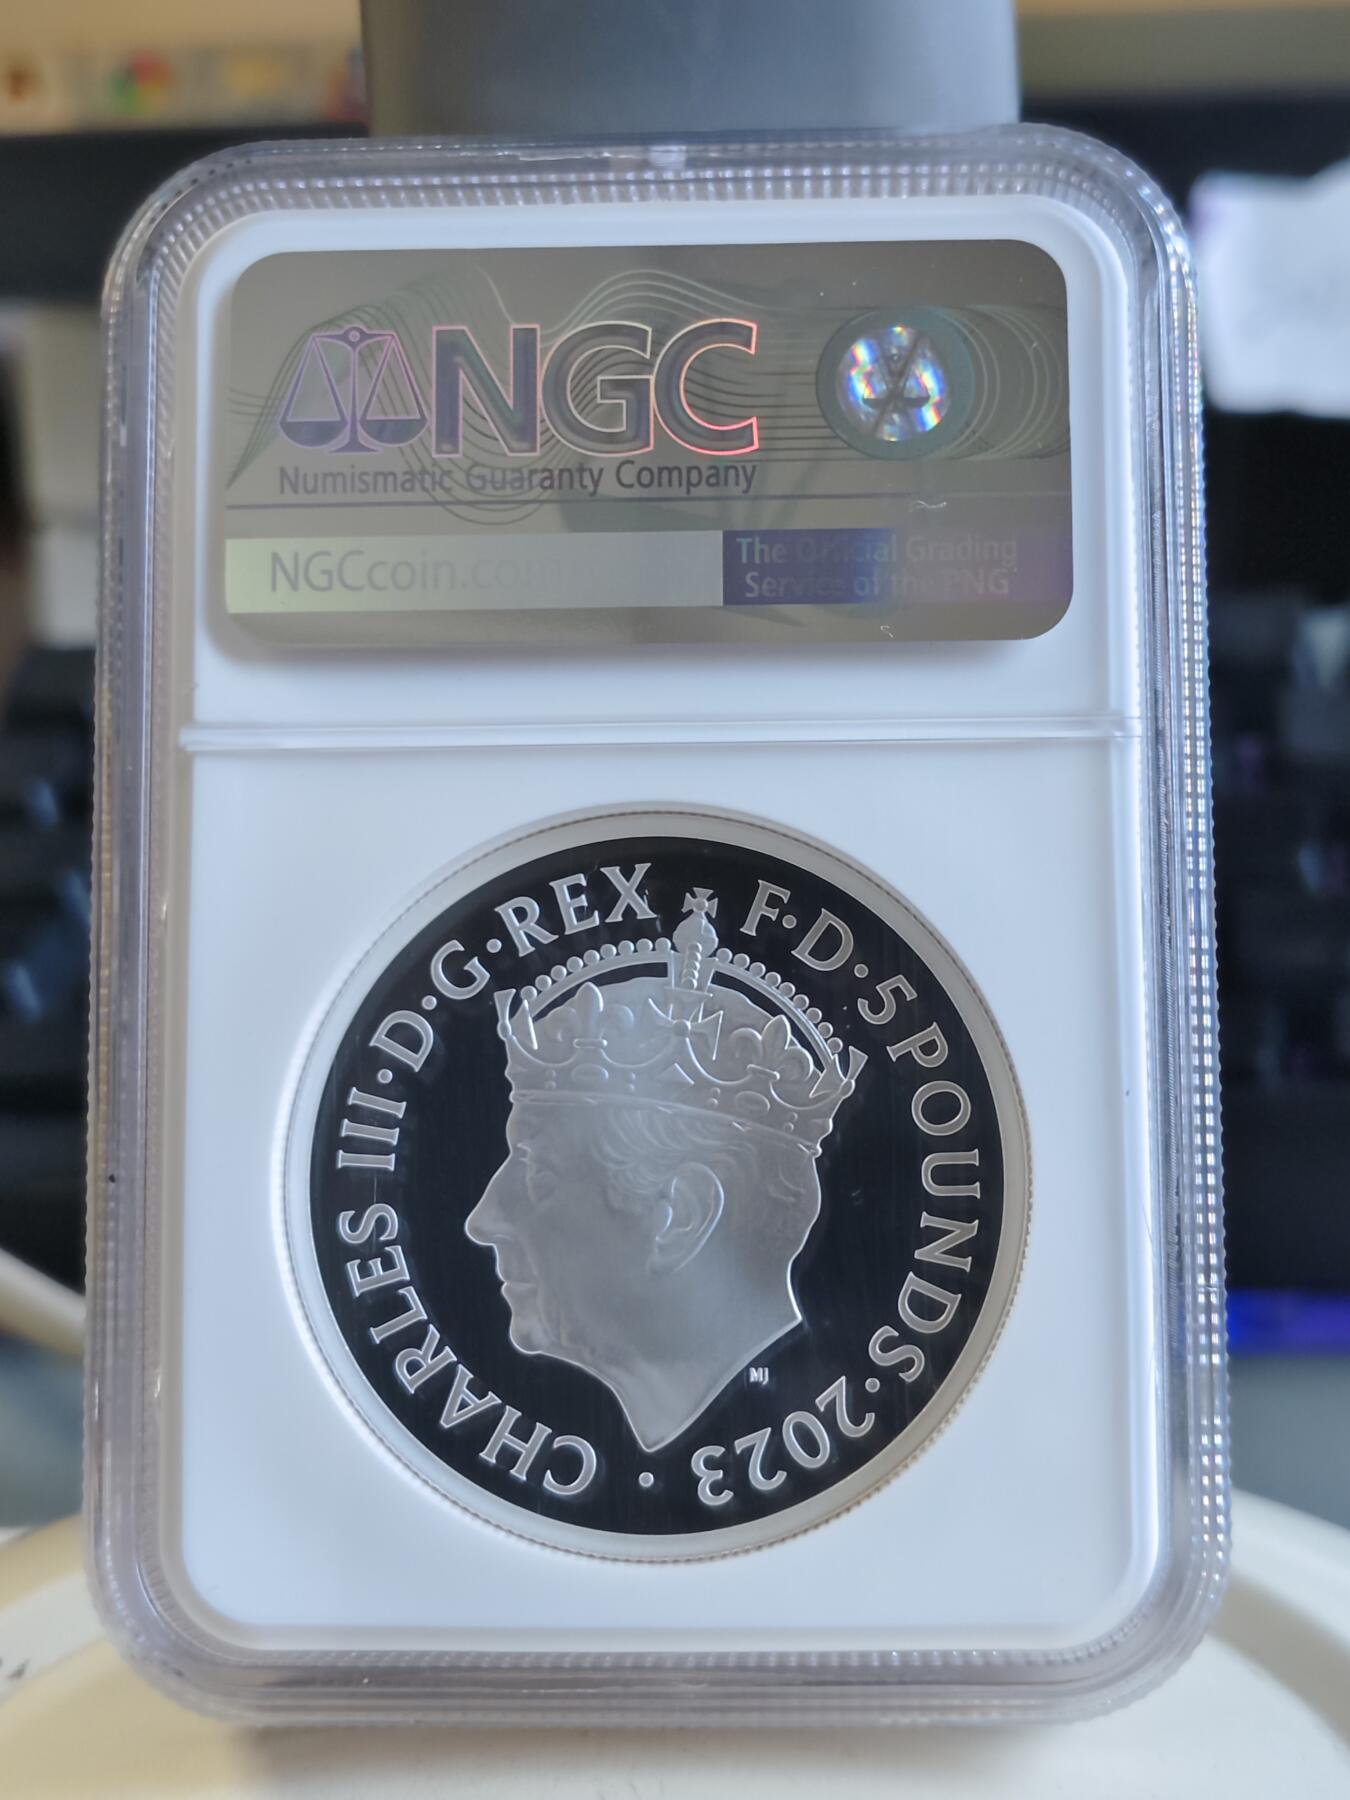 NGC
Numismatic Guaranty Company
NGCcoin.com
The Official Grading
Service of the PNG
CHARLES III·D·G·REX F·D·5 POUNDS·2023·
MJ